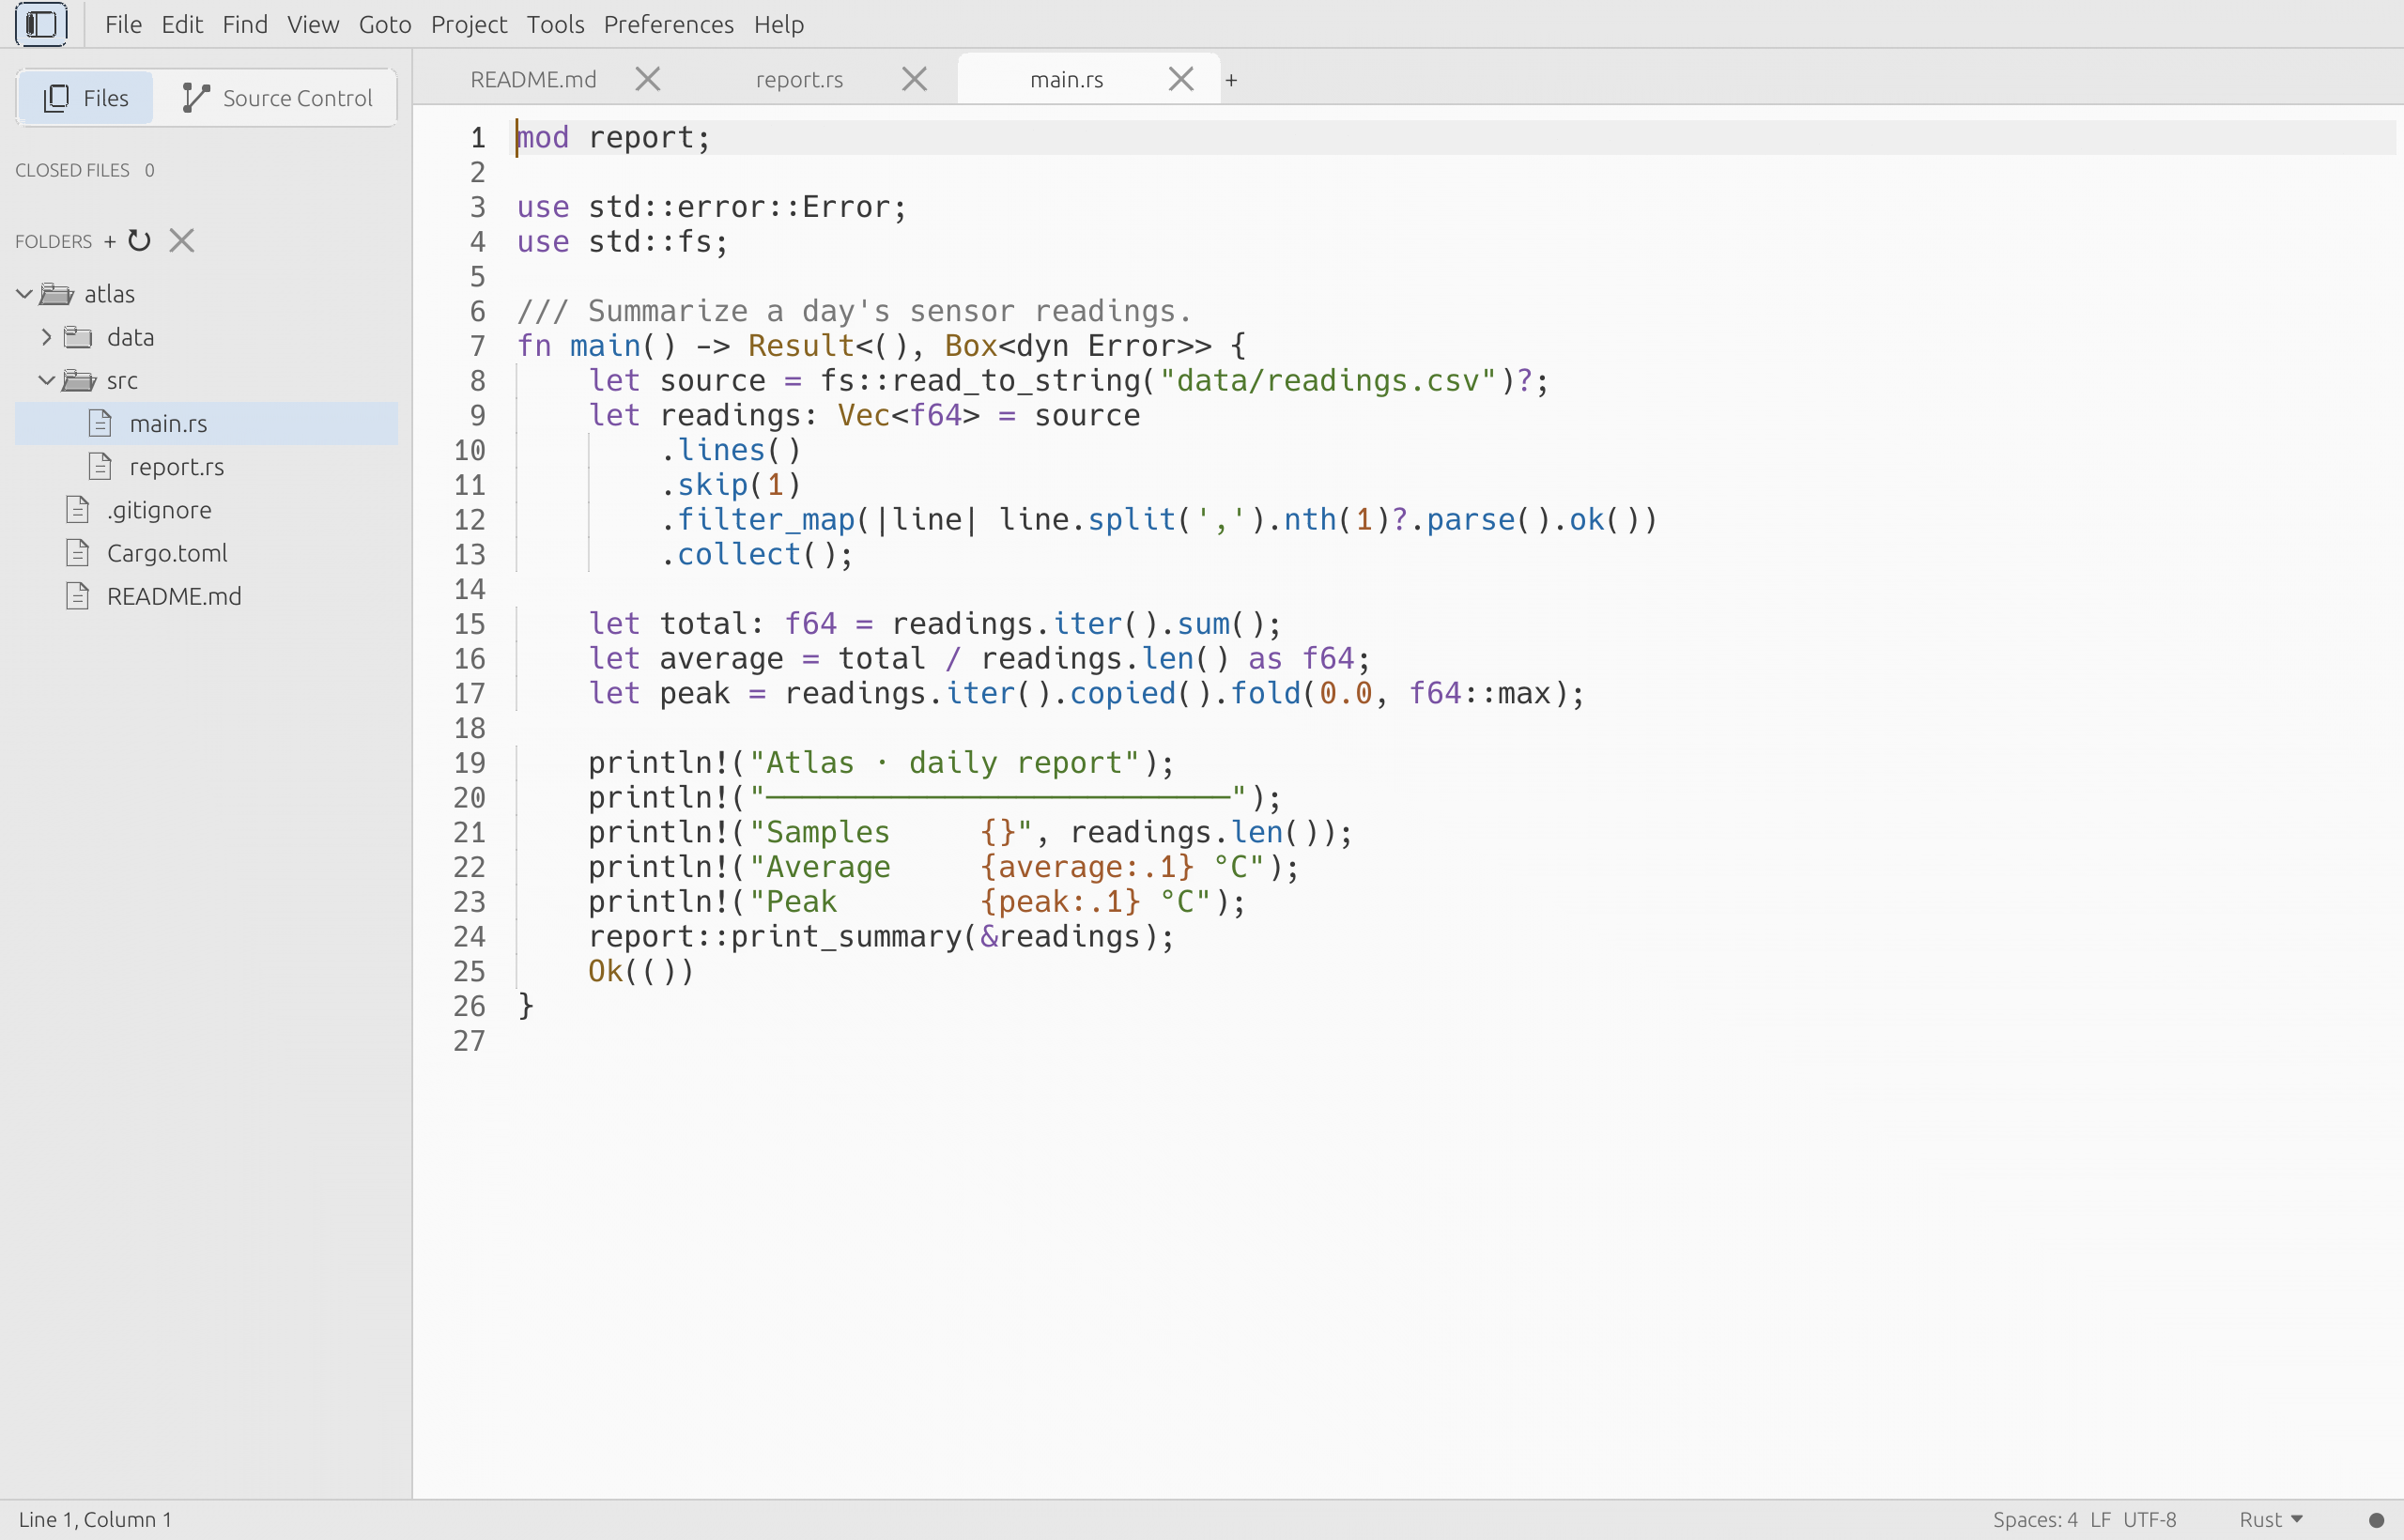 File Edit Find View Goto Project Tools Preferences Help
Files Source Control
CLOSED FILES 0
FOLDERS +
atlas
data
src
main.rs
report.rs
.gitignore
Cargo.toml
README.md
README.md report.rs main.rs +
1 mod report;
2
3 use std::error::Error;
4 use std::fs;
5
6 /// Summarize a day's sensor readings.
7 fn main() -> Result<(), Box<dyn Error>> {
8     let source = fs::read_to_string("data/readings.csv")?;
9     let readings: Vec<f64> = source
10         .lines()
11         .skip(1)
12         .filter_map(|line| line.split(',').nth(1)?.parse().ok())
13         .collect();
14
15     let total: f64 = readings.iter().sum();
16     let average = total / readings.len() as f64;
17     let peak = readings.iter().copied().fold(0.0, f64::max);
18
19     println!("Atlas · daily report");
20     println!("──────────────────────────");
21     println!("Samples     {}", readings.len());
22     println!("Average     {average:.1} °C");
23     println!("Peak        {peak:.1} °C");
24     report::print_summary(&readings);
25     Ok(())
26 }
27
Line 1, Column 1
Spaces: 4 LF UTF-8 Rust